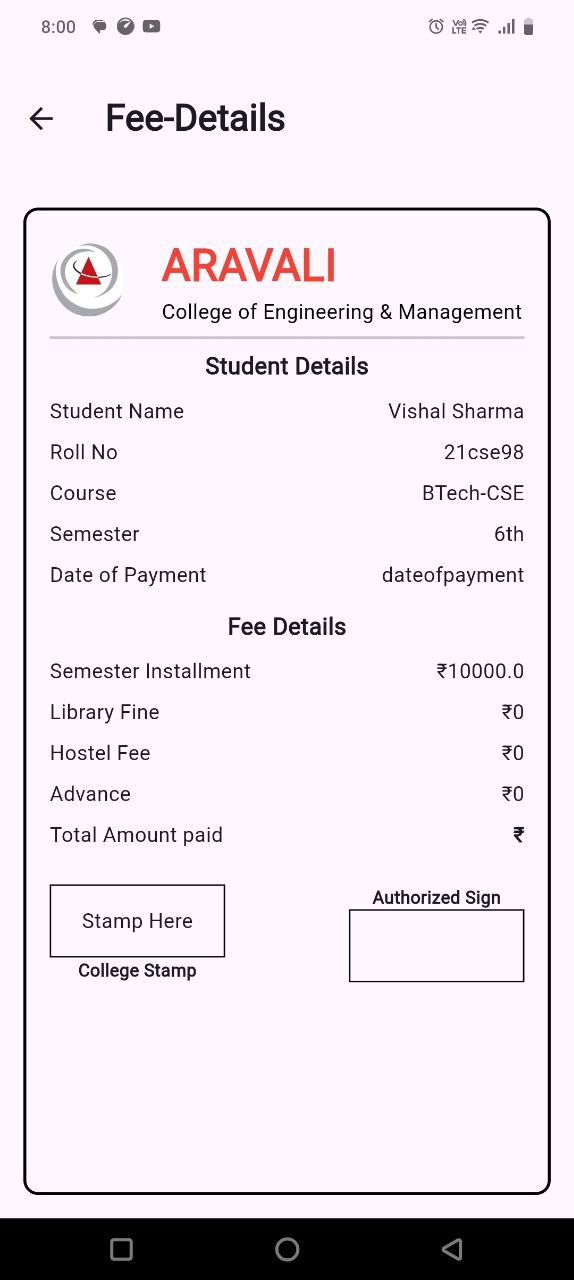 8:00
Vo) LTE
Fee-Details
ARAVALI
College of Engineering & Management
Student Details
Student Name Vishal Sharma
Roll No 21cse98
Course BTech-CSE
Semester 6th
Date of Payment dateofpayment
Fee Details
Semester Installment ₹10000.0
Library Fine ₹0
Hostel Fee ₹0
Advance ₹0
Total Amount paid ₹
Authorized Sign
Stamp Here
College Stamp